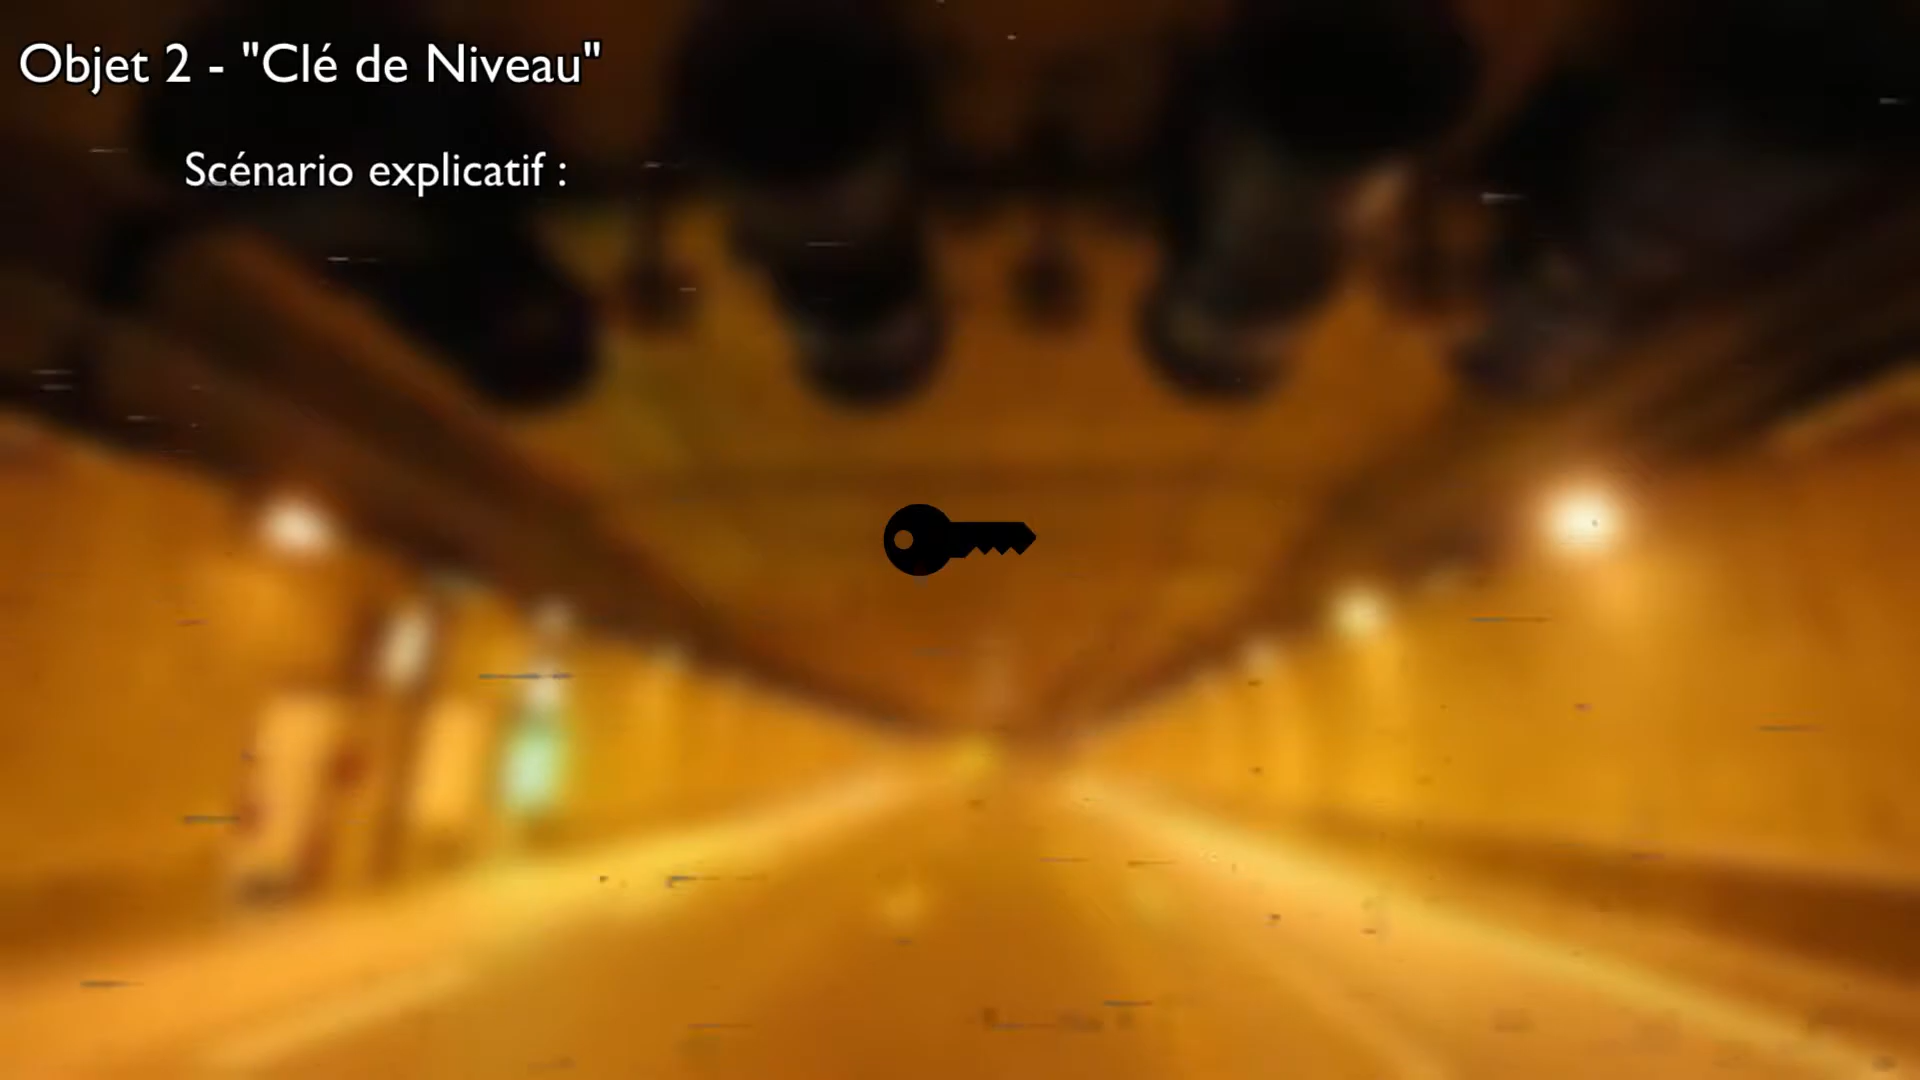 Objet 2 - "Clé de Niveau"
Scénario explicatif :